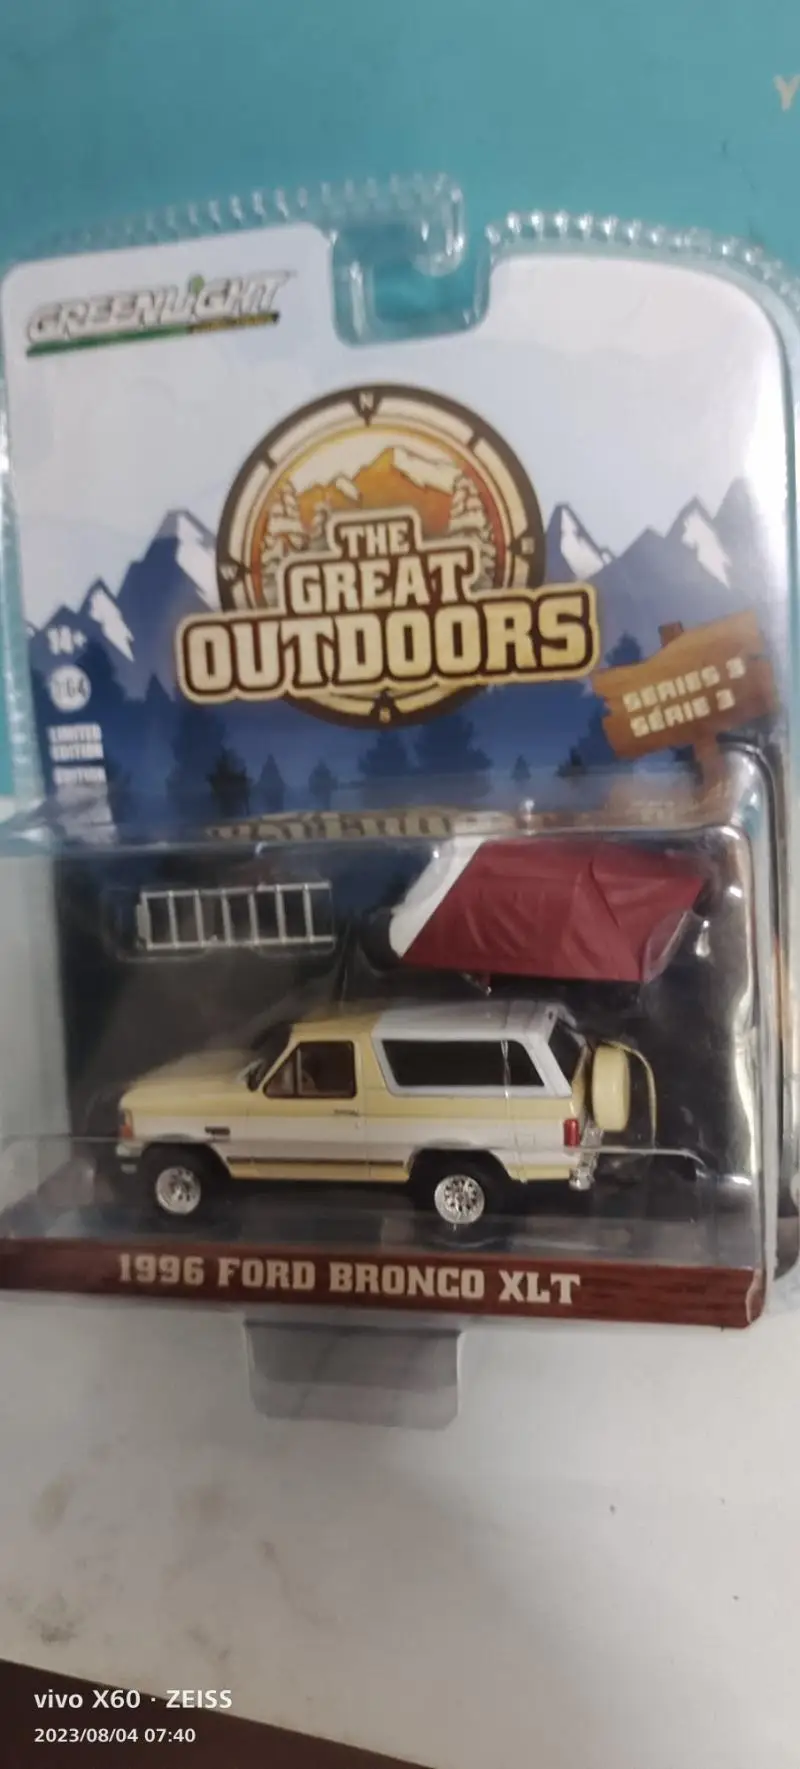 Y
GREENLIGHT
N
W
E
THE
GREAT
OUTDOORS
S
14+
1:64
LIMITED
EDITION
EDITION
SERIES 3
SÉRIE 3
1996 FORD BRONCO XLT
vivo X60 · ZEISS
2023/08/04 07:40